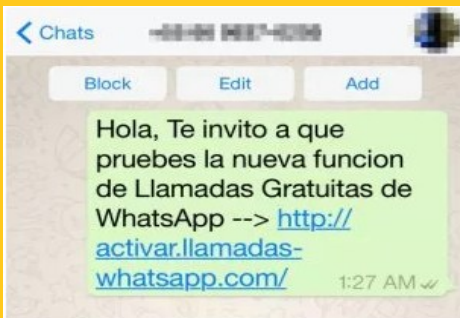 Chats
Block Edit Add
Hola, Te invito a que
pruebes la nueva funcion
de Llamadas Gratuitas de
WhatsApp --> http://
activar.llamadas-
whatsapp.com/ 1:27 AM